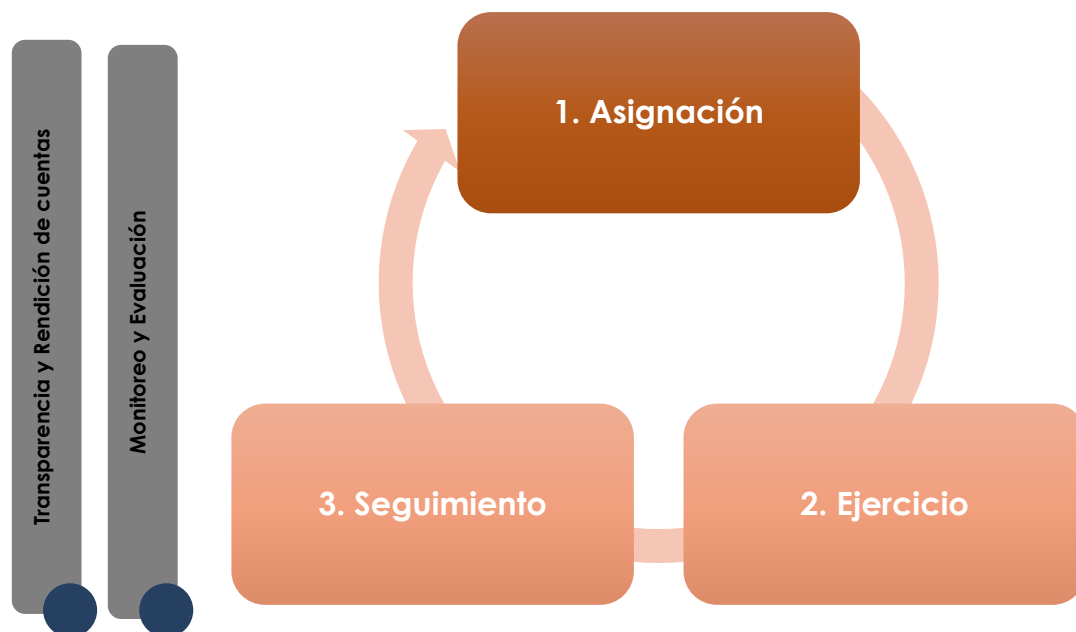 Transparencia y Rendición de cuentas
Monitoreo y Evaluación
1. Asignación
3. Seguimiento
2. Ejercicio